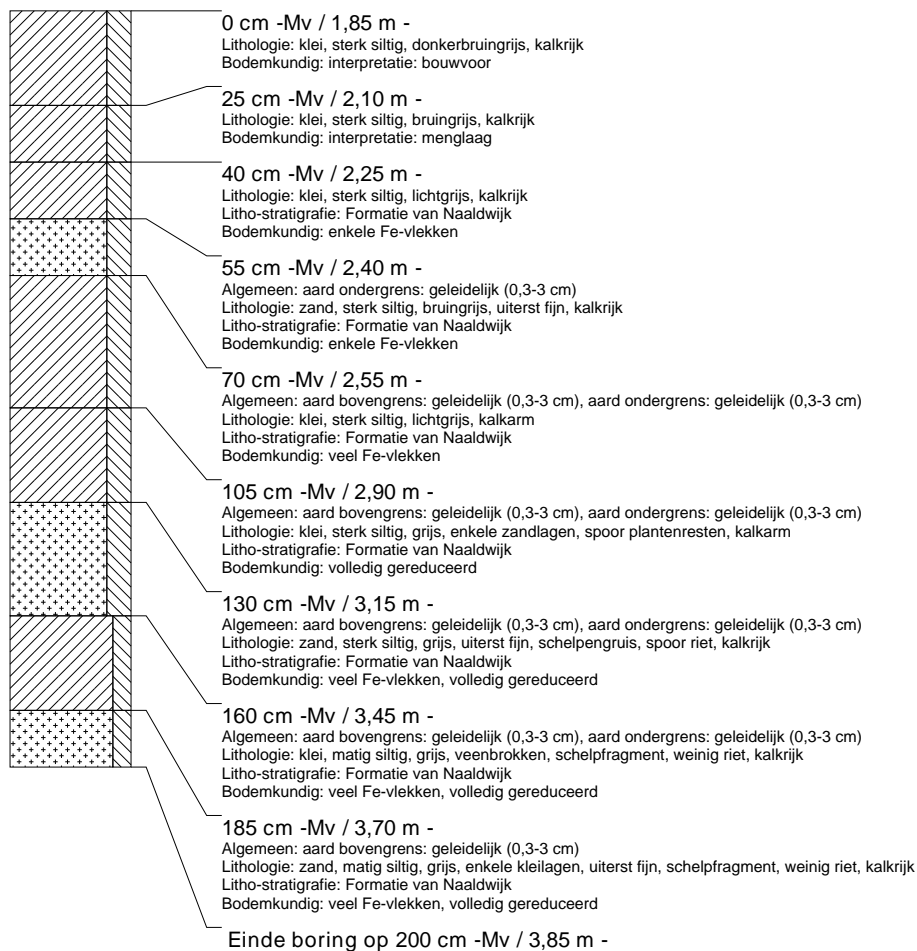 0 cm -Mv / 1,85 m -
Lithologie: klei, sterk siltig, donkerbruingrijs, kalkrijk
Bodemkundig: interpretatie: bouwvoor
25 cm -Mv / 2,10 m -
Lithologie: klei, sterk siltig, bruingrijs, kalkrijk
Bodemkundig: interpretatie: menglaag
40 cm -Mv / 2,25 m -
Lithologie: klei, sterk siltig, lichtgrijs, kalkrijk
Litho-stratigrafie: Formatie van Naaldwijk
Bodemkundig: enkele Fe-vlekken
55 cm -Mv / 2,40 m -
Algemeen: aard ondergrens: geleidelijk (0,3-3 cm)
Lithologie: zand, sterk siltig, bruingrijs, uiterst fijn, kalkrijk
Litho-stratigrafie: Formatie van Naaldwijk
Bodemkundig: enkele Fe-vlekken
70 cm -Mv / 2,55 m -
Algemeen: aard bovengrens: geleidelijk (0,3-3 cm), aard ondergrens: geleidelijk (0,3-3 cm)
Lithologie: klei, sterk siltig, lichtgrijs, kalkarm
Litho-stratigrafie: Formatie van Naaldwijk
Bodemkundig: veel Fe-vlekken
105 cm -Mv / 2,90 m -
Algemeen: aard bovengrens: geleidelijk (0,3-3 cm), aard ondergrens: geleidelijk (0,3-3 cm)
Lithologie: klei, sterk siltig, grijs, enkele zandlagen, spoor plantenresten, kalkarm
Litho-stratigrafie: Formatie van Naaldwijk
Bodemkundig: volledig gereduceerd
130 cm -Mv / 3,15 m -
Algemeen: aard bovengrens: geleidelijk (0,3-3 cm), aard ondergrens: geleidelijk (0,3-3 cm)
Lithologie: zand, sterk siltig, grijs, uiterst fijn, schelpengruis, spoor riet, kalkrijk
Litho-stratigrafie: Formatie van Naaldwijk
Bodemkundig: veel Fe-vlekken, volledig gereduceerd
160 cm -Mv / 3,45 m -
Algemeen: aard bovengrens: geleidelijk (0,3-3 cm), aard ondergrens: geleidelijk (0,3-3 cm)
Lithologie: klei, matig siltig, grijs, veenbrokken, schelpfragment, weinig riet, kalkrijk
Litho-stratigrafie: Formatie van Naaldwijk
Bodemkundig: veel Fe-vlekken, volledig gereduceerd
185 cm -Mv / 3,70 m -
Algemeen: aard bovengrens: geleidelijk (0,3-3 cm)
Lithologie: zand, matig siltig, grijs, enkele kleilagen, uiterst fijn, schelpfragment, weinig riet, kalkrijk
Litho-stratigrafie: Formatie van Naaldwijk
Bodemkundig: veel Fe-vlekken, volledig gereduceerd
Einde boring op 200 cm -Mv / 3,85 m -